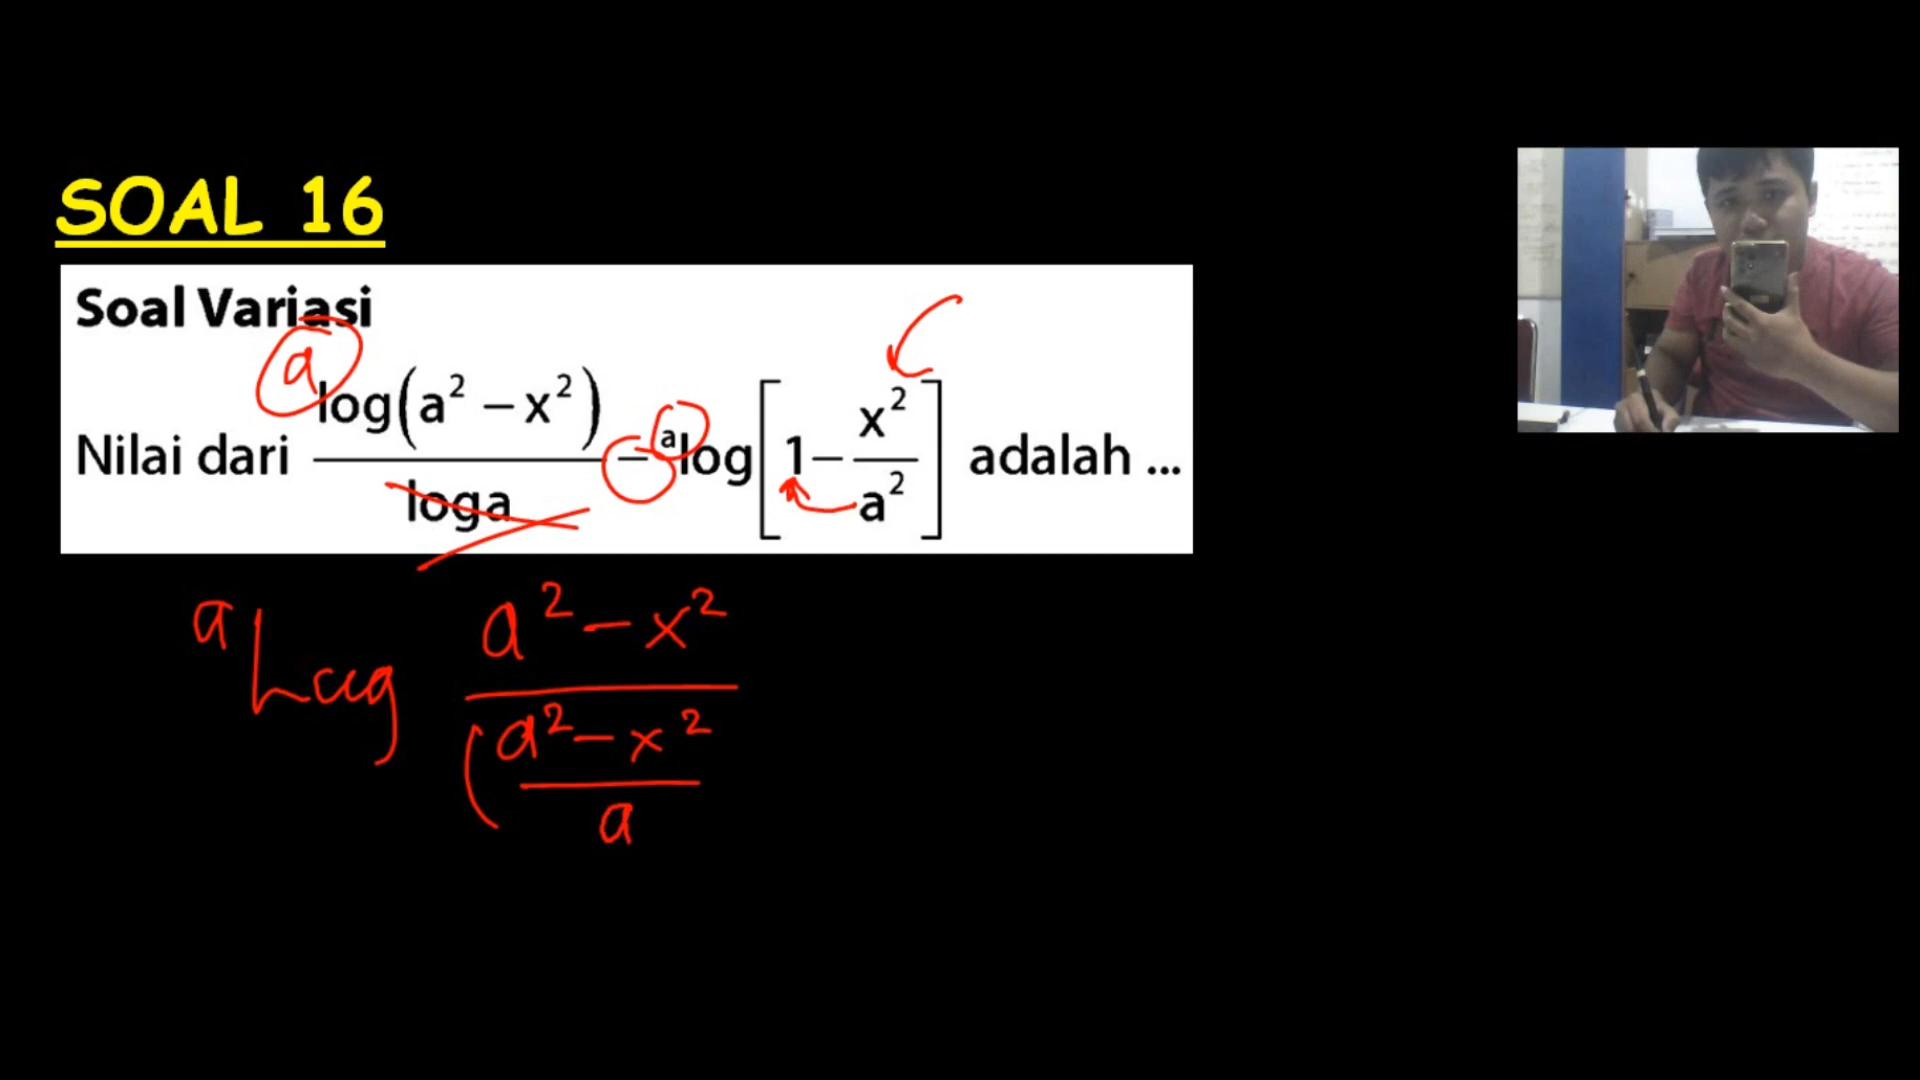 SOAL 16
Soal Variasi
a
Nilai dari log(a² – x²) / loga – ᵃlog[1 – x²/a²] adalah ...
ᵃLog a² – x²
(a² – x²
a